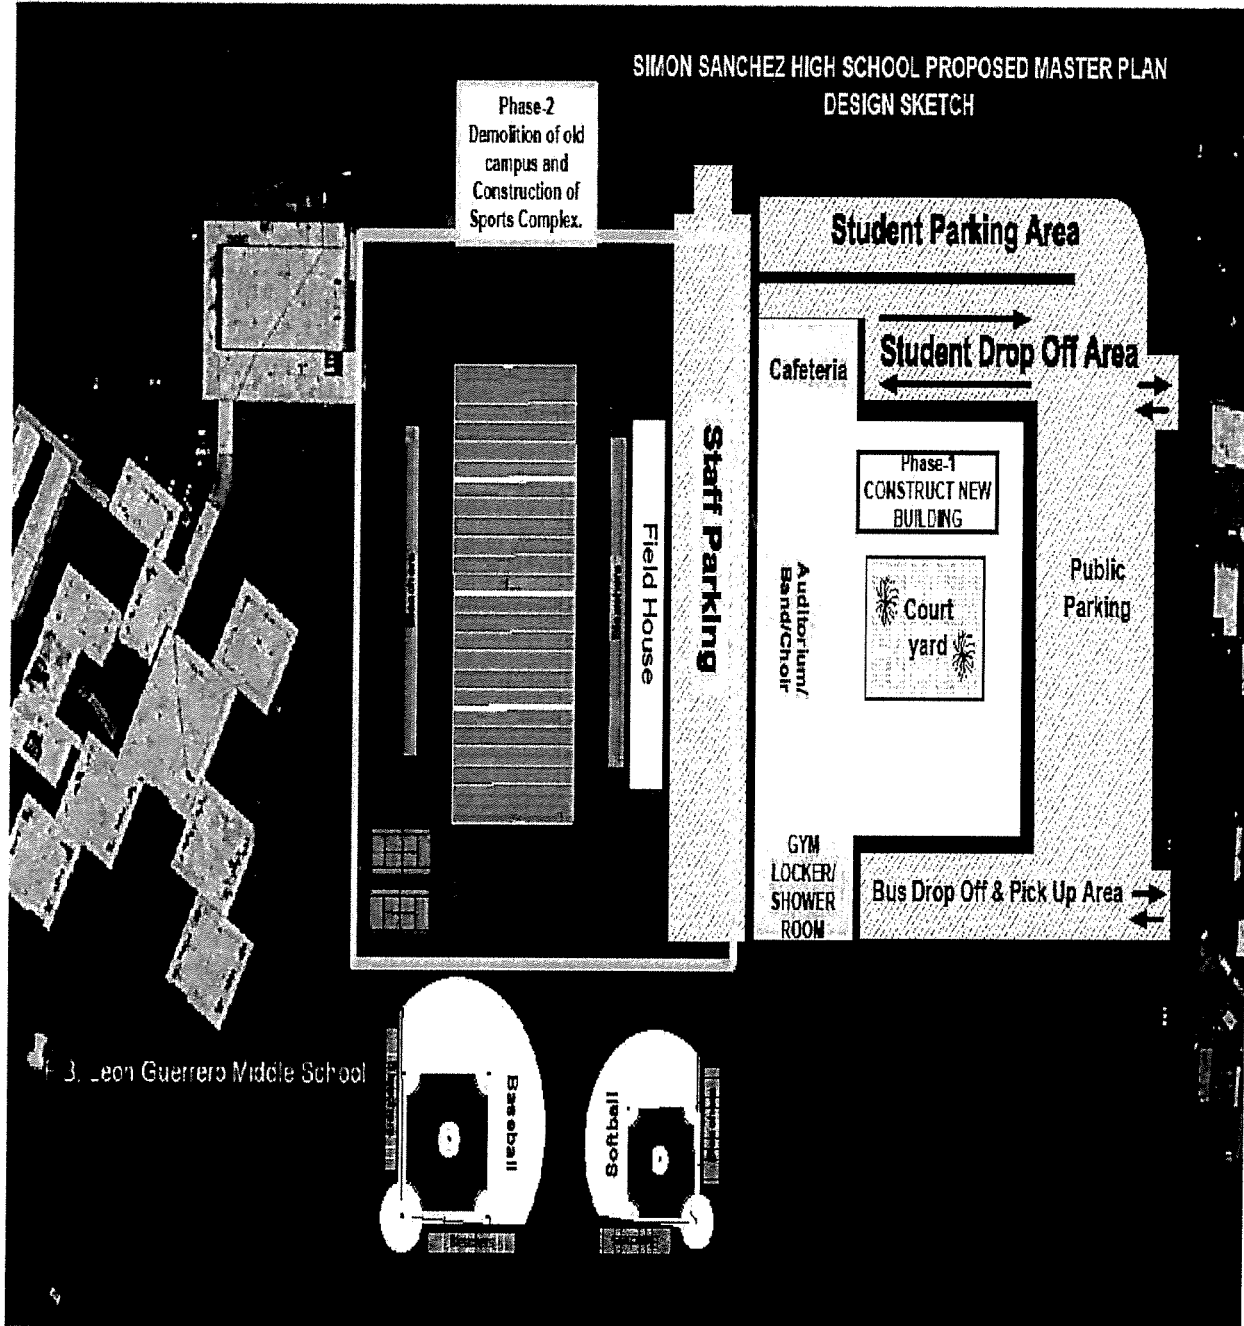 SIMON SANCHEZ HIGH SCHOOL PROPOSED MASTER PLAN
DESIGN SKETCH
Phase-2
Demolition of old
campus and
Construction of
Sports Complex.
Student Parking Area
Student Drop Off Area
Cafeteria
Phase-1
CONSTRUCT NEW
BUILDING
Staff Parking
Field House
Auditorium/
Band/Choir
Court
yard
Public
Parking
GYM
LOCKER/
SHOWER
ROOM
Bus Drop Off & Pick Up Area
B. Leon Guerrero Middle School
Baseball
Softball